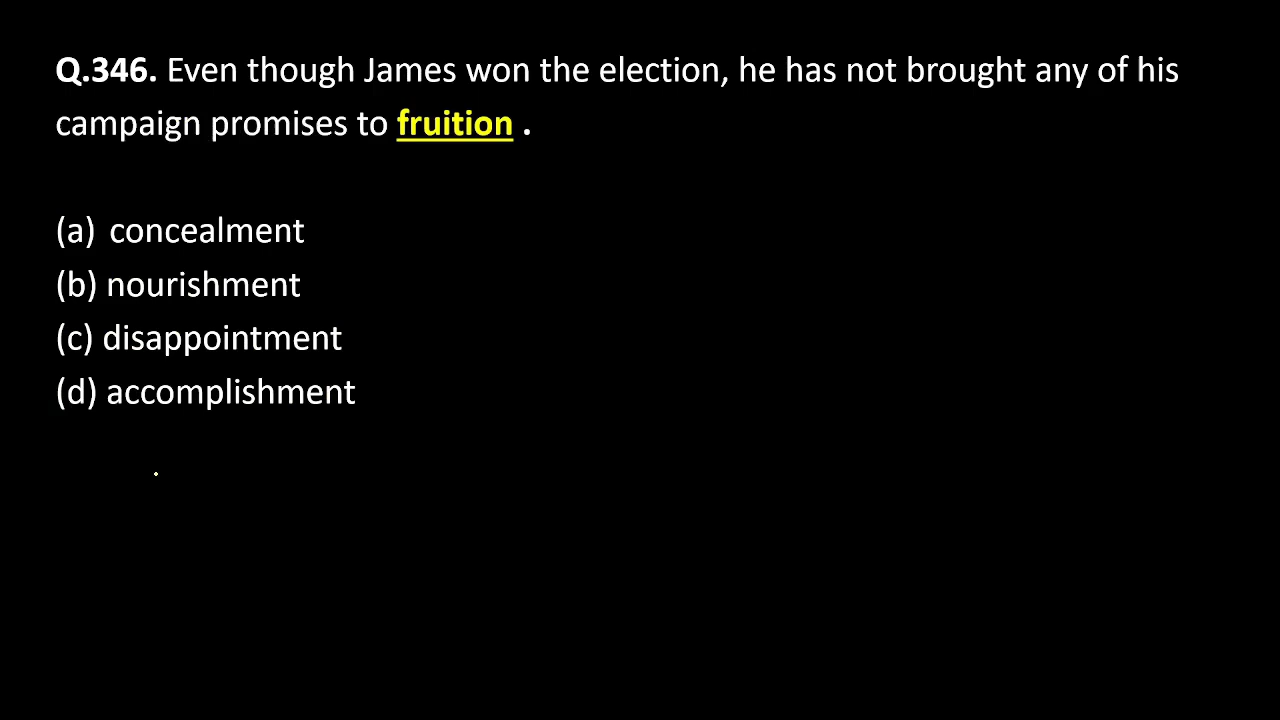 Q.346. Even though James won the election, he has not brought any of his
campaign promises to fruition .
(a) concealment
(b) nourishment
(c) disappointment
(d) accomplishment